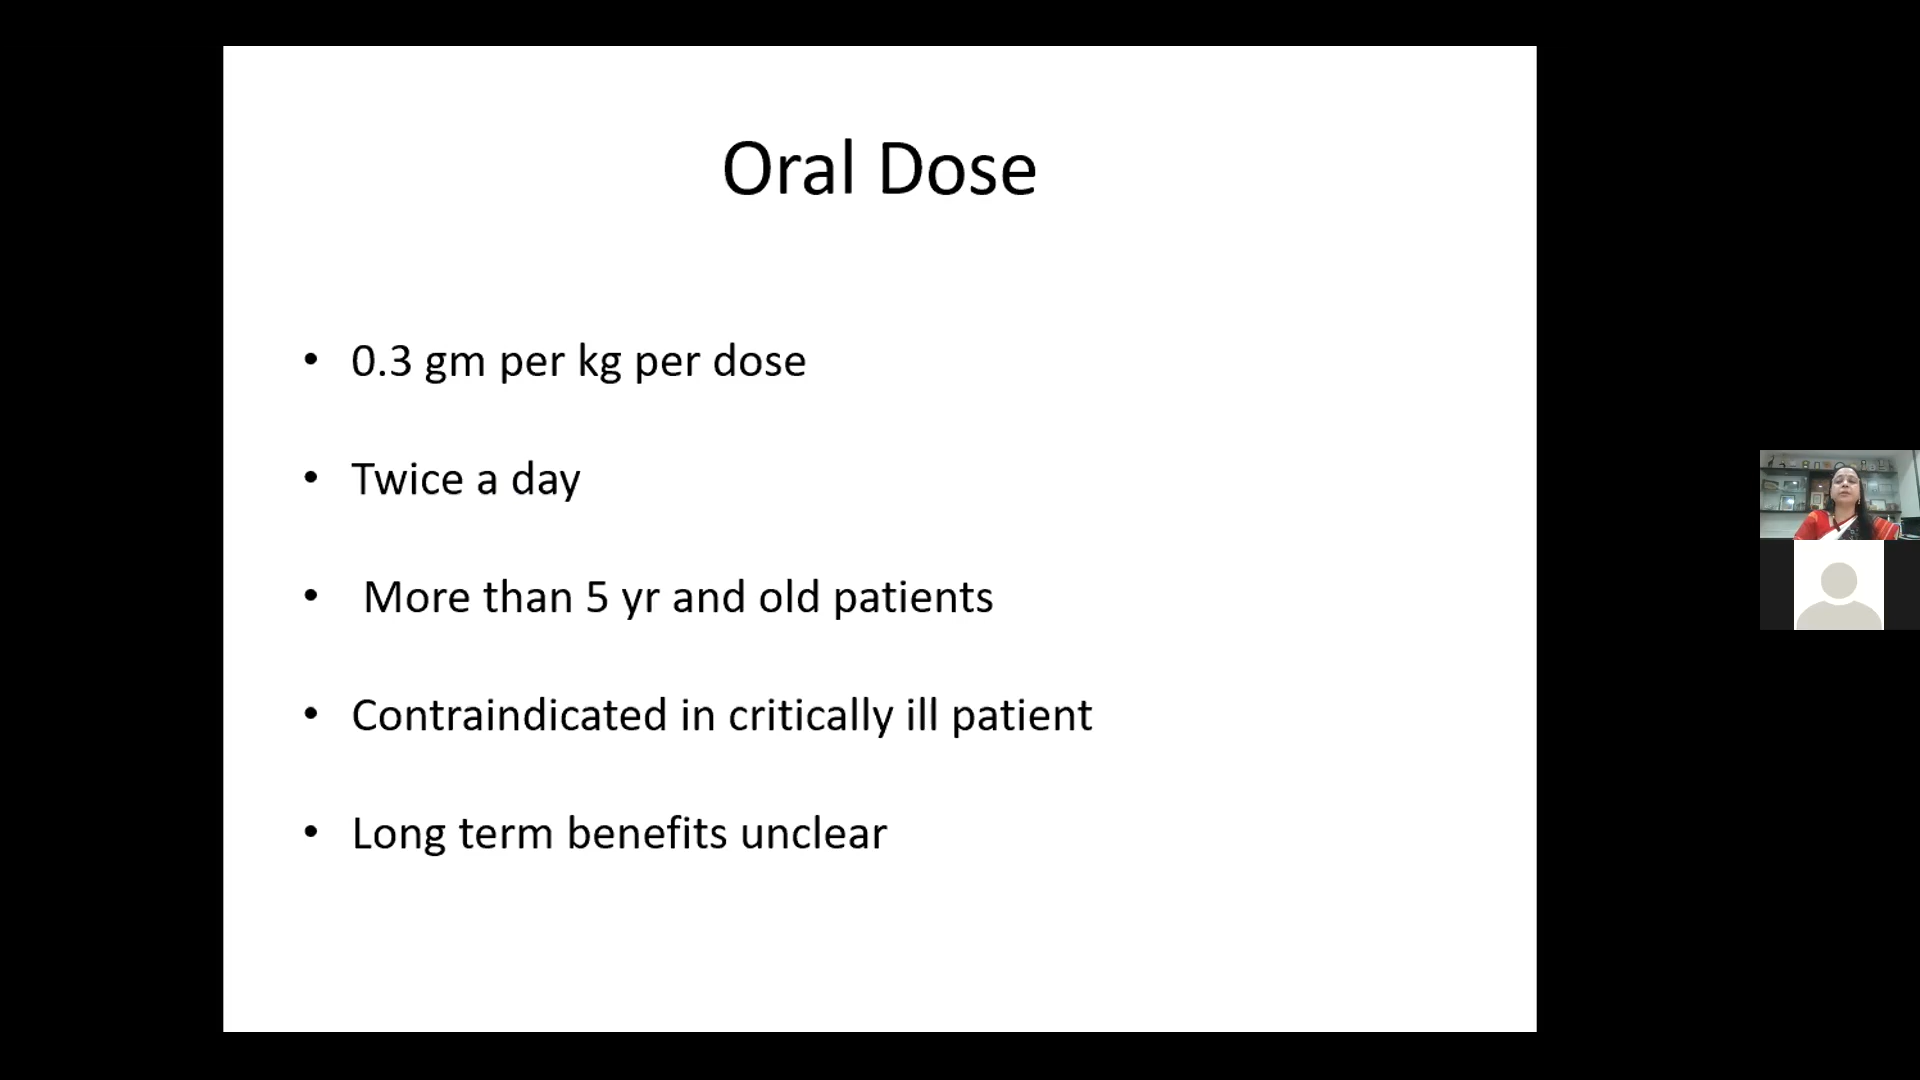 Oral Dose
• 0.3 gm per kg per dose
• Twice a day
• More than 5 yr and old patients
• Contraindicated in critically ill patient
• Long term benefits unclear